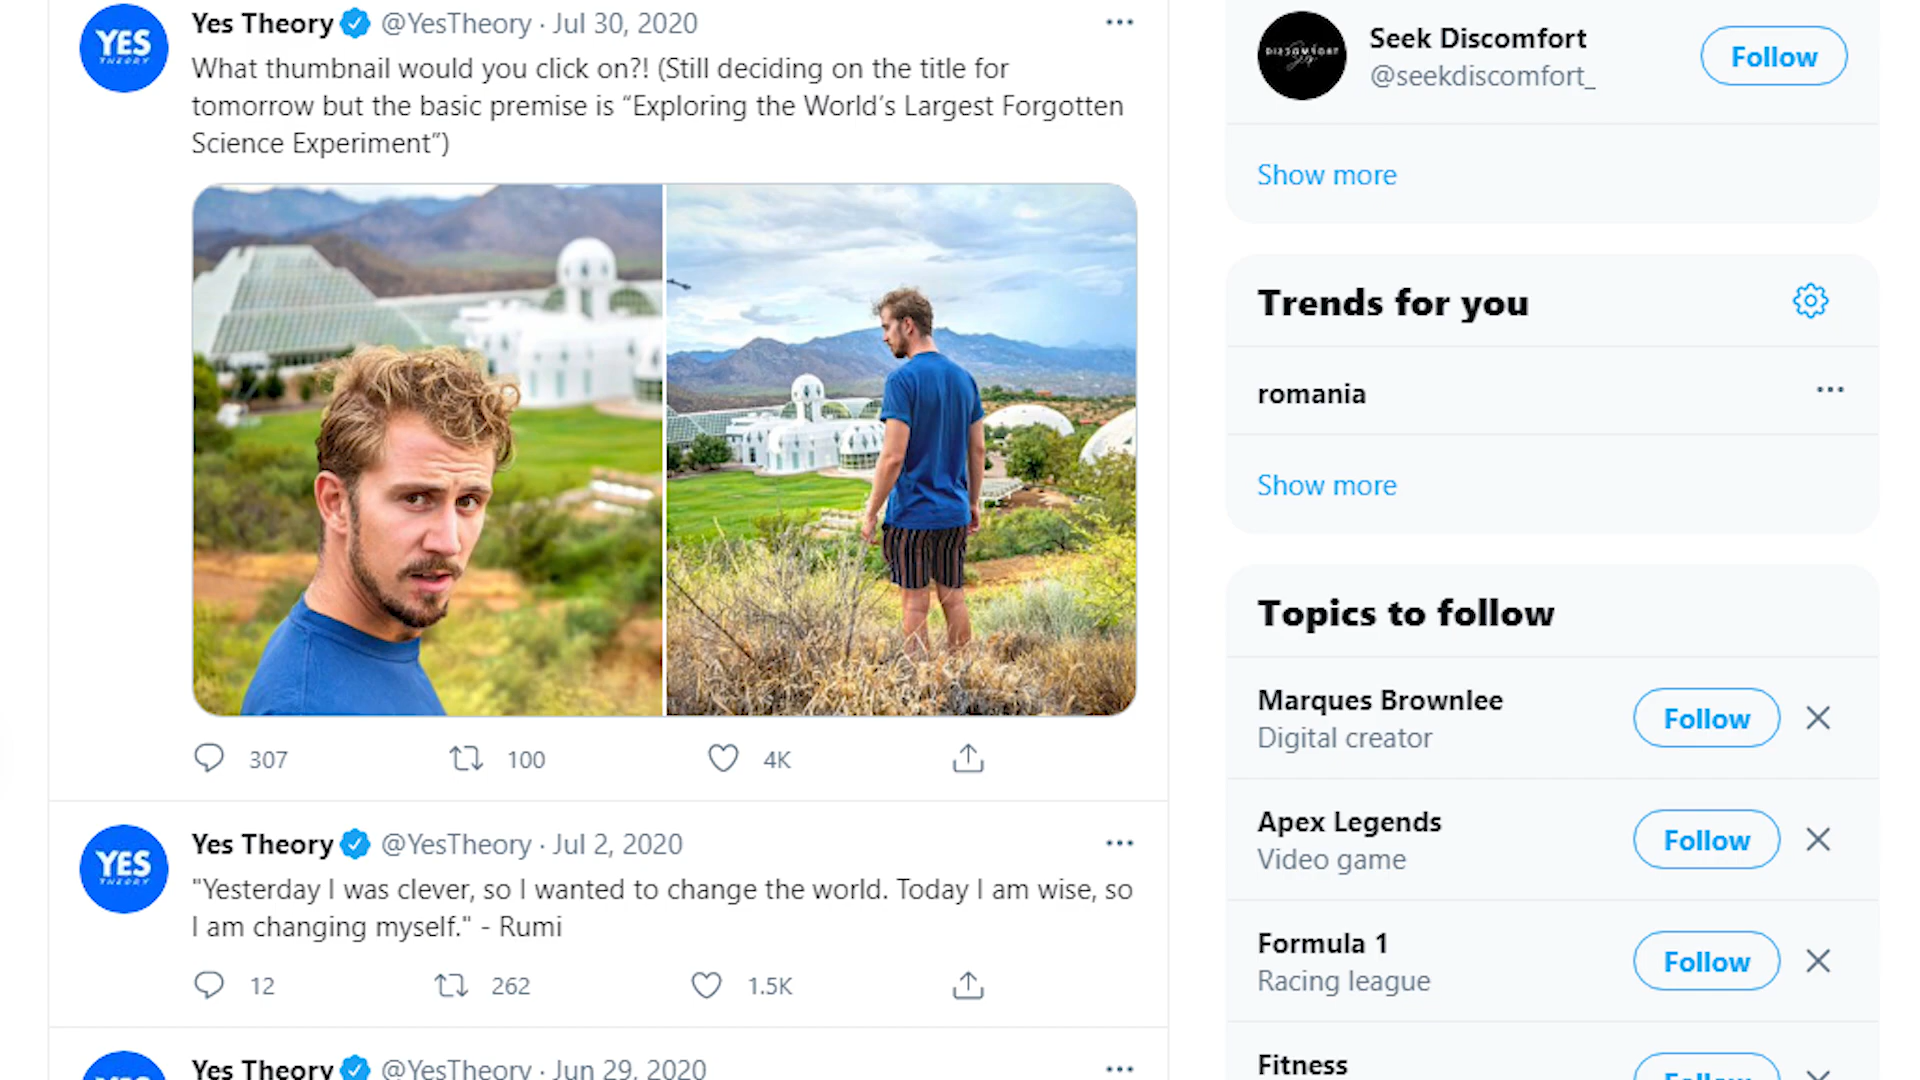 YES
THEORY
Yes Theory @YesTheory · Jul 30, 2020
What thumbnail would you click on?! (Still deciding on the title for
tomorrow but the basic premise is “Exploring the World’s Largest Forgotten
Science Experiment”)
307 100 4K
YES
THEORY
Yes Theory @YesTheory · Jul 2, 2020
"Yesterday I was clever, so I wanted to change the world. Today I am wise, so
I am changing myself." - Rumi
12 262 1.5K
Yes Theory @YesTheory · Jun 29, 2020
DISCOMFORT
Seek Discomfort
@seekdiscomfort_
Follow
Show more
Trends for you
romania
Show more
Topics to follow
Marques Brownlee
Digital creator
Follow
Apex Legends
Video game
Follow
Formula 1
Racing league
Follow
Fitness